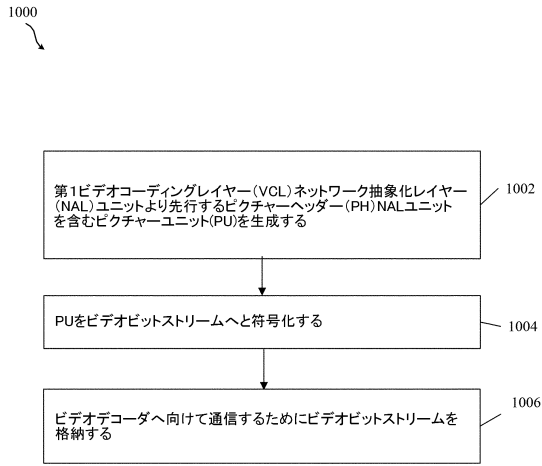 1000
第1ビデオコーディングレイヤー(VCL)ネットワーク抽象化レイヤー
(NAL)ユニットより先行するピクチャーヘッダー(PH)NALユニット
を含むピクチャーユニット(PU)を生成する
1002
PUをビデオビットストリームへと符号化する
1004
ビデオデコーダへ向けて通信するためにビデオビットストリームを
格納する
1006